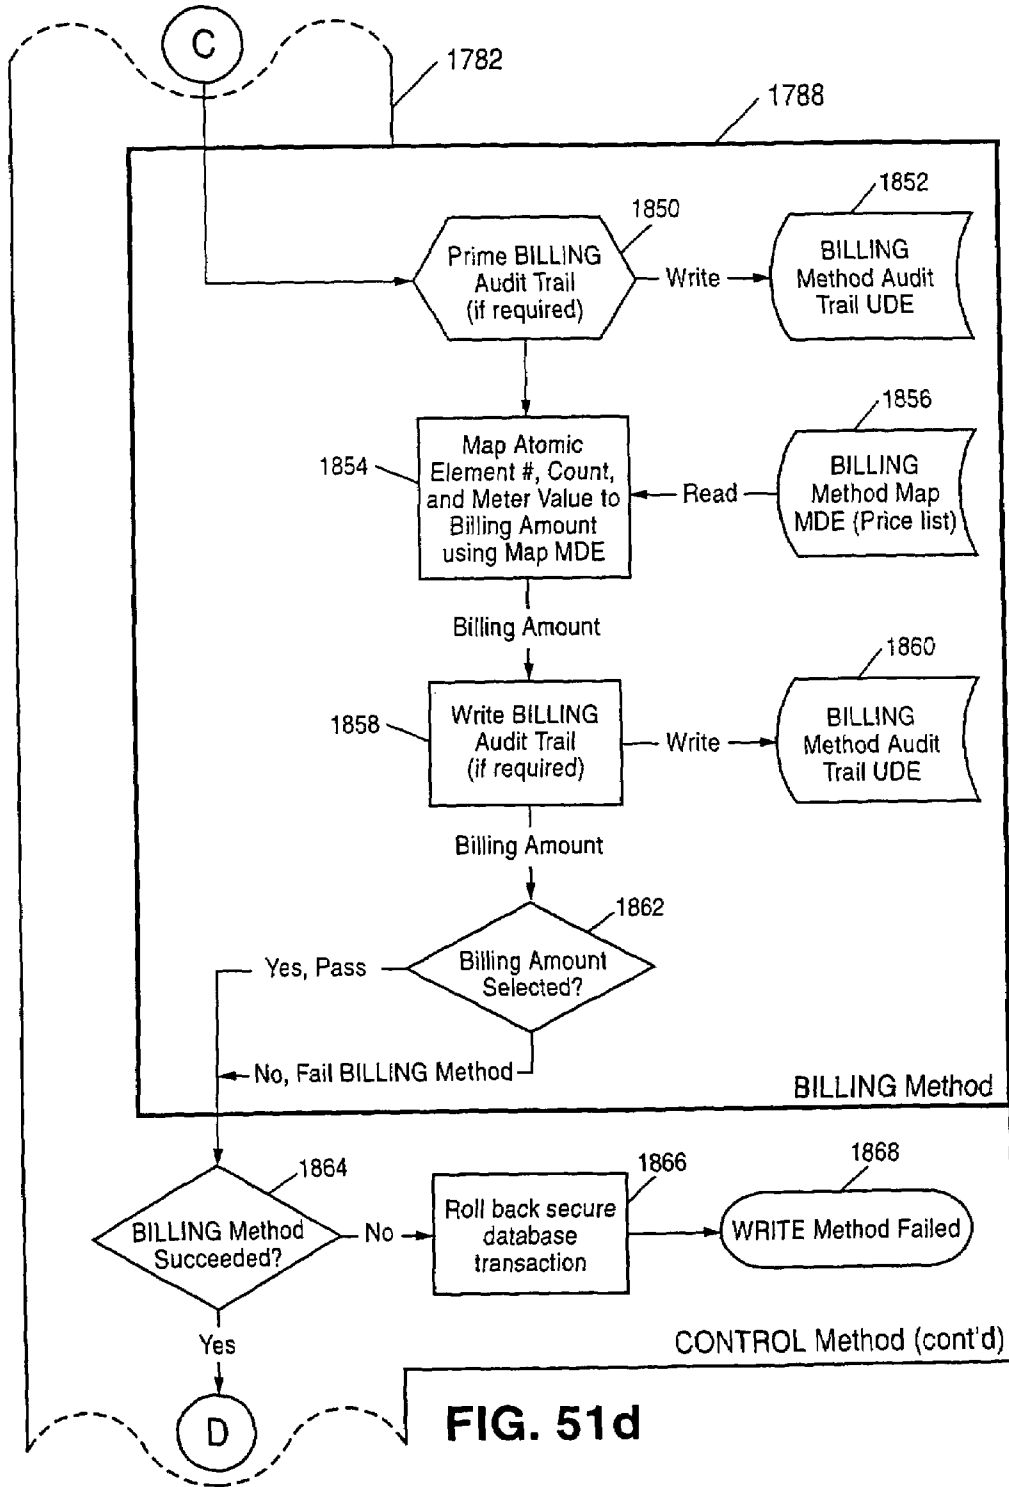 C
1782
1788
1850
Prime BILLING
Audit Trail
(if required)
Write
1852
BILLING
Method Audit
Trail UDE
1854
Map Atomic
Element #, Count,
and Meter Value to
Billing Amount
using Map MDE
Read
1856
BILLING
Method Map
MDE (Price list)
Billing Amount
1858
Write BILLING
Audit Trail
(if required)
Write
1860
BILLING
Method Audit
Trail UDE
Billing Amount
1862
Billing Amount
Selected?
Yes, Pass
No, Fail BILLING Method
BILLING Method
1864
BILLING Method
Succeeded?
No
1866
Roll back secure
database
transaction
1868
WRITE Method Failed
Yes
CONTROL Method (cont'd)
D
FIG. 51d